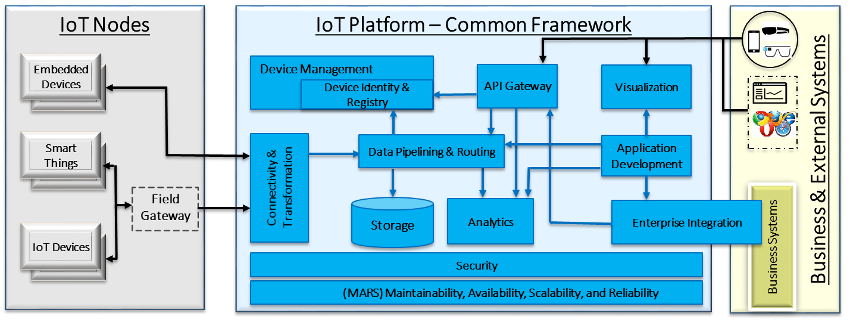 IoT Nodes
Embedded
Devices
Smart
Things
Field
Gateway
IoT Devices
IoT Platform – Common Framework
Device Management
Device Identity &
Registry
API Gateway
Visualization
Connectivity &
Transformation
Data Pipelining & Routing
Application
Development
Storage
Analytics
Enterprise Integration
Security
(MARS) Maintainability, Availability, Scalability, and Reliability
Business Systems
Business & External Systems